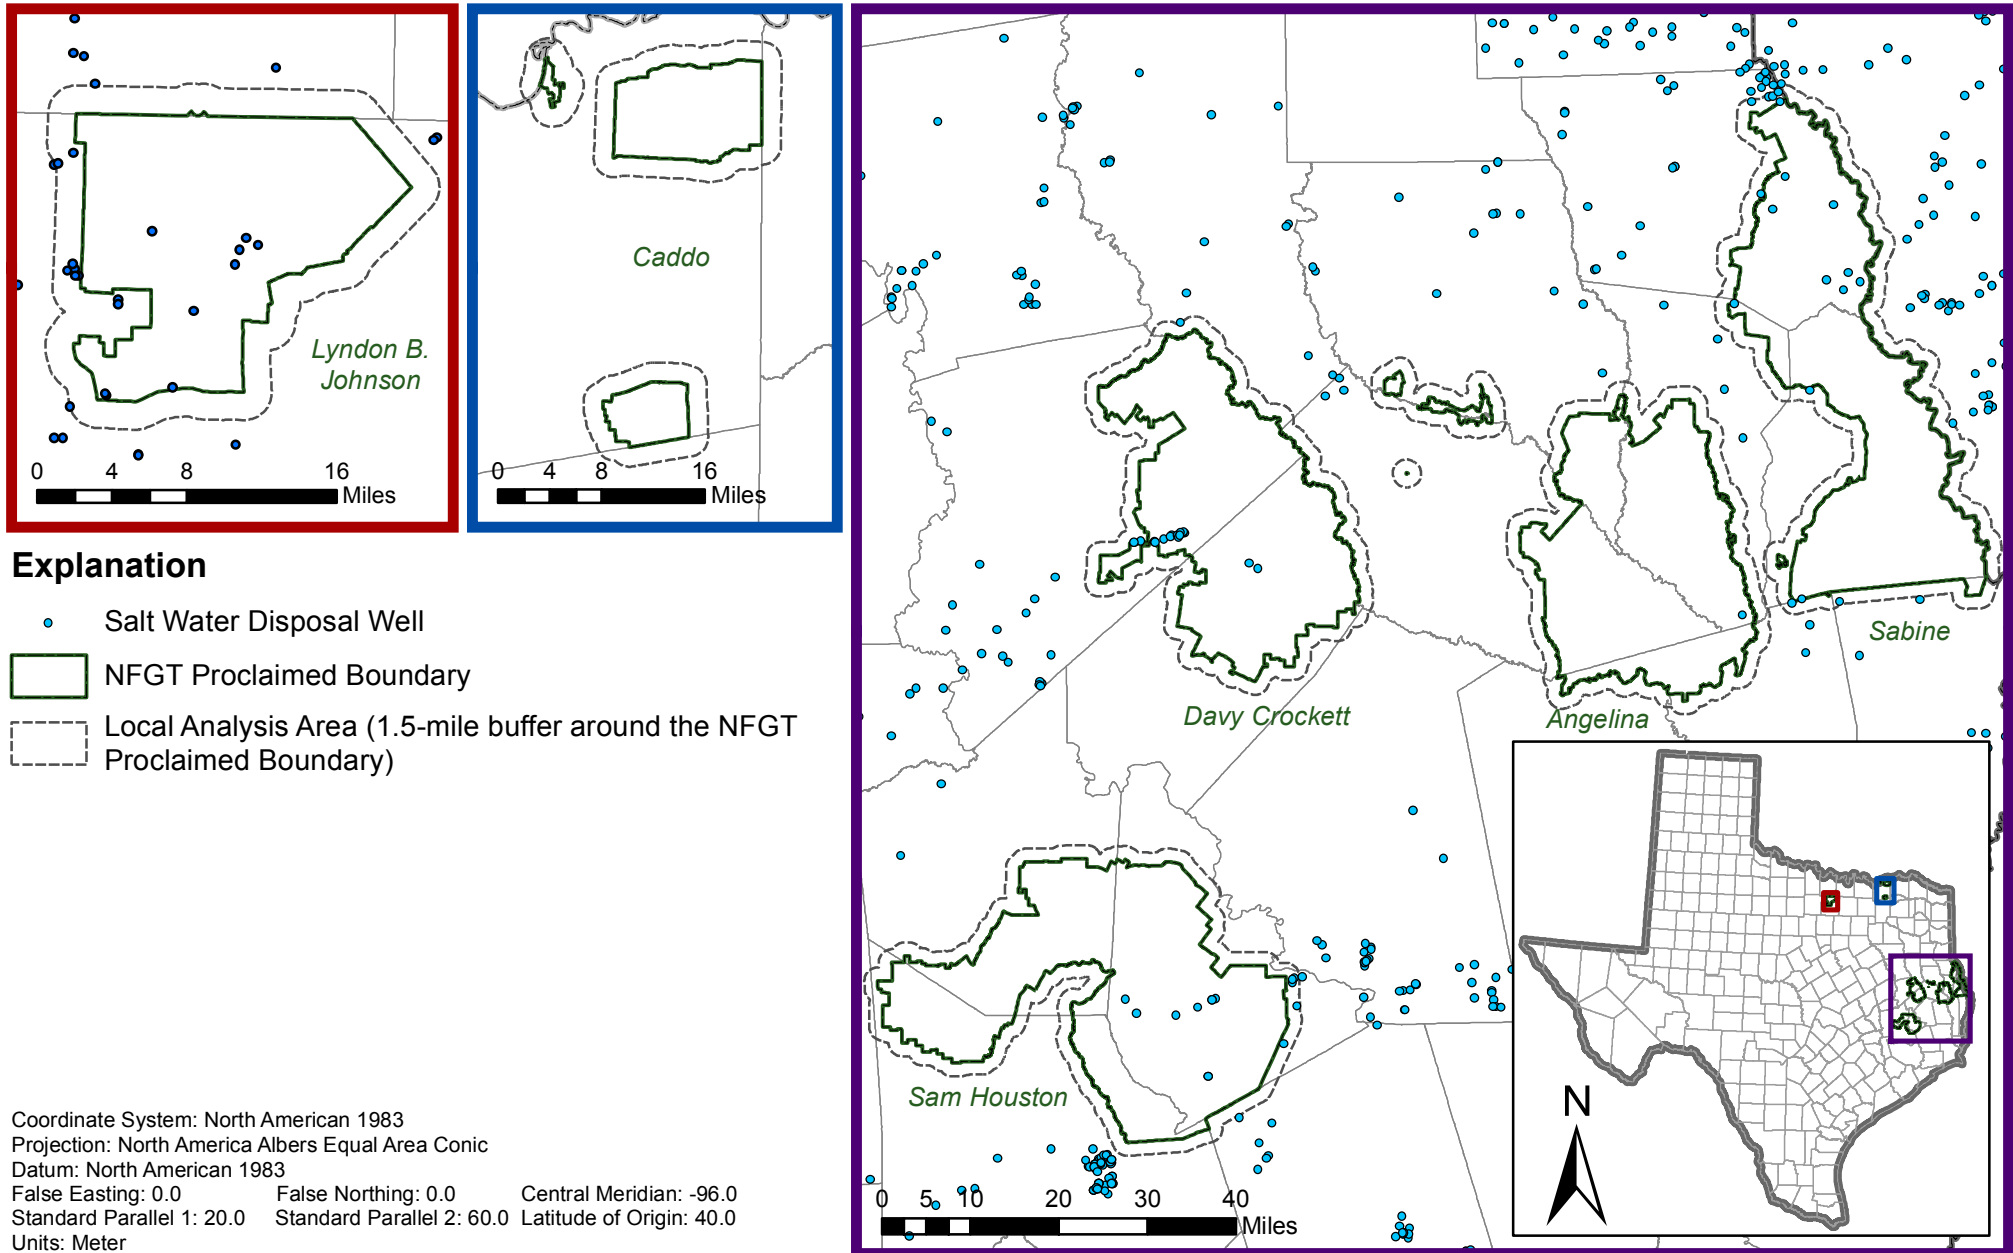 Lyndon B.
Johnson
0 4 8 16
Miles
Caddo
0 4 8 16
Miles
Explanation
Salt Water Disposal Well
NFGT Proclaimed Boundary
Local Analysis Area (1.5-mile buffer around the NFGT
Proclaimed Boundary)
Coordinate System: North American 1983
Projection: North America Albers Equal Area Conic
Datum: North American 1983
False Easting: 0.0 False Northing: 0.0 Central Meridian: -96.0
Standard Parallel 1: 20.0 Standard Parallel 2: 60.0 Latitude of Origin: 40.0
Units: Meter
Sabine
Davy Crockett
Angelina
Sam Houston
0 5 10 20 30 40
Miles
N